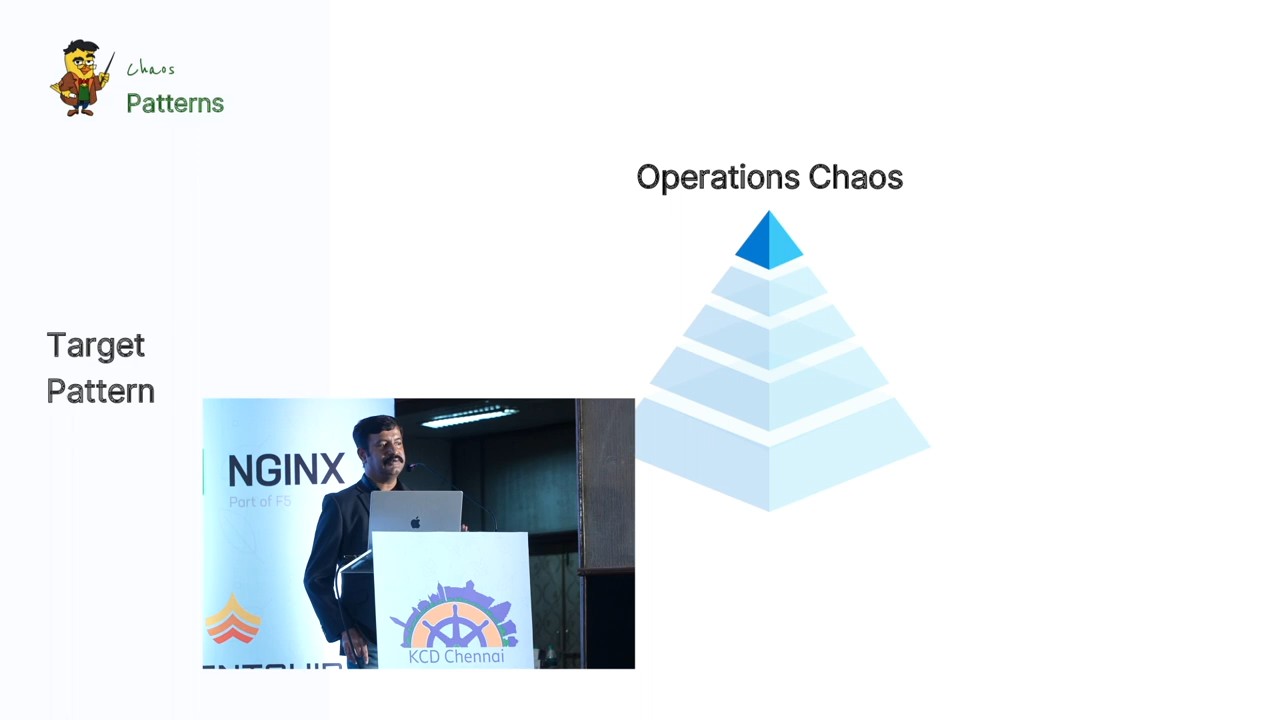 Chaos
Patterns
Operations Chaos
Target
Pattern
NGINX
Part of F5
KCD Chennai